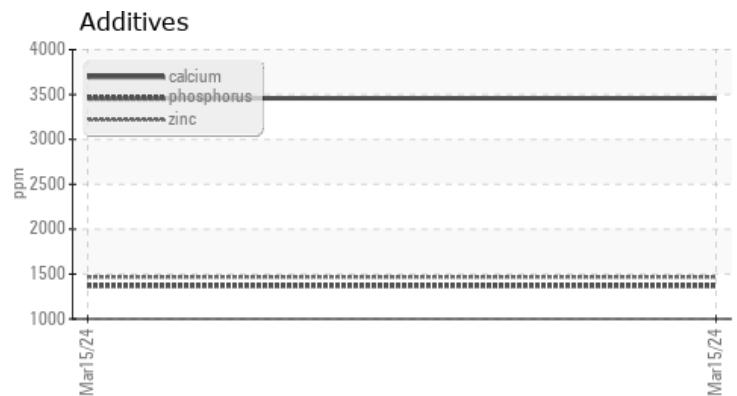 Additives
4000
3500
3000
2500
2000
1500
1000
ppm
calcium
phosphorus
zinc
Mar15/24
Mar15/24